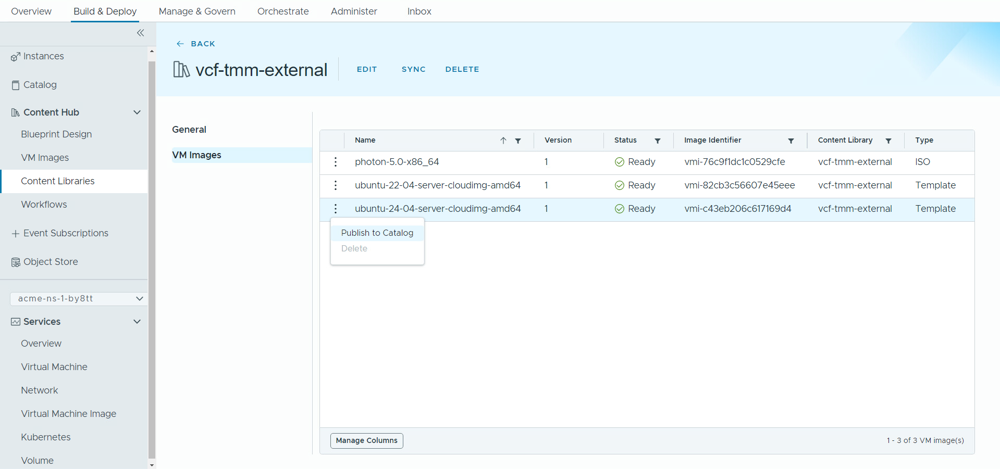 Overview Build & Deploy Manage & Govern Orchestrate Administer Inbox
Instances
Catalog
Content Hub
Blueprint Design
VM Images
Content Libraries
Workflows
Event Subscriptions
Object Store
acme-ns-1-by8tt
Services
Overview
Virtual Machine
Network
Virtual Machine Image
Kubernetes
Volume
BACK
vcf-tmm-external EDIT SYNC DELETE
General
VM Images
Name Version Status Image Identifier Content Library Type
photon-5.0-x86_64 1 Ready vmi-76c9f1dc1c0529cfe vcf-tmm-external ISO
ubuntu-22-04-server-cloudimg-amd64 1 Ready vmi-82cb3c56607e45eee vcf-tmm-external Template
ubuntu-24-04-server-cloudimg-amd64 1 Ready vmi-c43eb206c617169d4 vcf-tmm-external Template
Publish to Catalog
Delete
Manage Columns 1 - 3 of 3 VM image(s)